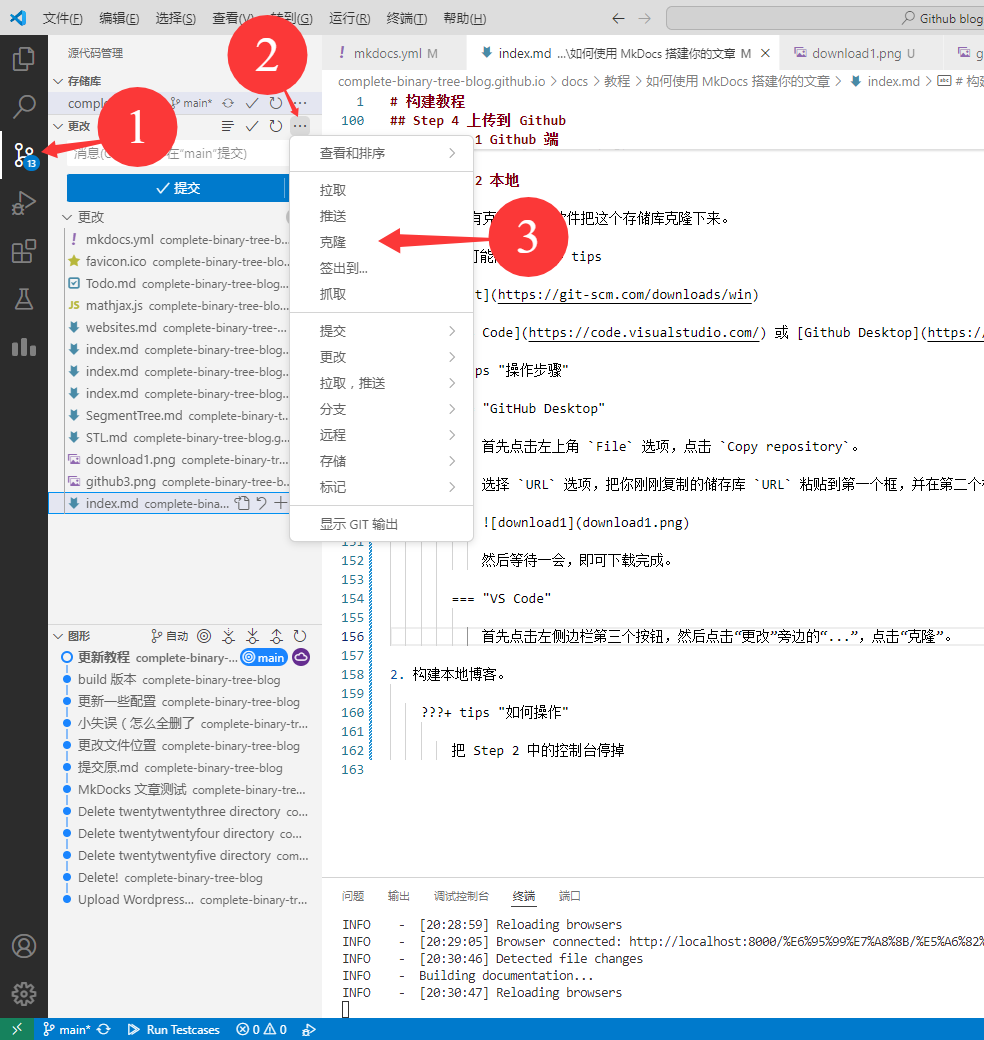 文件(F) 编辑(E) 选择(S) 查看(V) 转到(G) 运行(R) 终端(T) 帮助(H) Github blog
源代码管理
mkdocs.yml M index.md ...\如何使用 MkDocs 搭建你的文章 M download1.png U
存储库
main*
更改
消息( 在"main"提交)
提交
更改
mkdocs.yml complete-binary-tree-b...
favicon.ico complete-binary-tree-blo...
Todo.md complete-binary-tree-blog...
JS mathjax.js complete-binary-tree-blog...
websites.md complete-binary-tree-...
index.md complete-binary-tree-blog...
index.md complete-binary-tree-blog...
index.md complete-binary-tree-blog...
SegmentTree.md complete-binary-t...
STL.md complete-binary-tree-blog.g...
download1.png complete-binary-t...
github3.png complete-binary-tree-b...
index.md complete-bina...
13
1
2
3
查看和排序
拉取
推送
克隆
签出到...
抓取
提交
更改
拉取，推送
分支
远程
存储
标记
显示 GIT 输出
complete-binary-tree-blog.github.io > docs > 教程 > 如何使用 MkDocs 搭建你的文章 > index.md > abc # 构
1 # 构建教程
100 ## Step 4 上传到 Github
1 Github 端
2 本地
件把这个存储库克隆下来。
tips
t](https://git-scm.com/downloads/win)
Code](https://code.visualstudio.com/) 或 [Github Desktop](https:/
ps "操作步骤"
"GitHub Desktop"
首先点击左上角 `File` 选项，点击 `Copy repository`。
选择 `URL` 选项，把你刚刚复制的储存库 `URL` 粘贴到第一个框，并在第二个
![download1](download1.png)
151
152 然后等待一会，即可下载完成。
153
154 === "VS Code"
155
156 首先点击左侧边栏第三个按钮，然后点击“更改”旁边的“...”，点击“克隆”。
157
158 2. 构建本地博客。
159
160 ???+ tips "如何操作"
161
162 把 Step 2 中的控制台停掉
163
图形 自动
更新教程 complete-binary-... main
build 版本 complete-binary-tree-blog
更新一些配置 complete-binary-tree-blog
小失误（怎么全删了 complete-binary-tr...
更改文件位置 complete-binary-tree-blog
提交原.md complete-binary-tree-blog
MkDocks 文章测试 complete-binary-tre...
Delete twentytwentythree directory co...
Delete twentytwentyfour directory co...
Delete twentytwentyfive directory com...
Delete! complete-binary-tree-blog
Upload Wordpress... complete-binary-tr...
问题 输出 调试控制台 终端 端口
INFO - [20:28:59] Reloading browsers
INFO - [20:29:05] Browser connected: http://localhost:8000/%E6%95%99%E7%A8%8B/%E5%A6%82%
INFO - [20:30:46] Detected file changes
INFO - Building documentation...
INFO - [20:30:47] Reloading browsers
main* Run Testcases 0 0